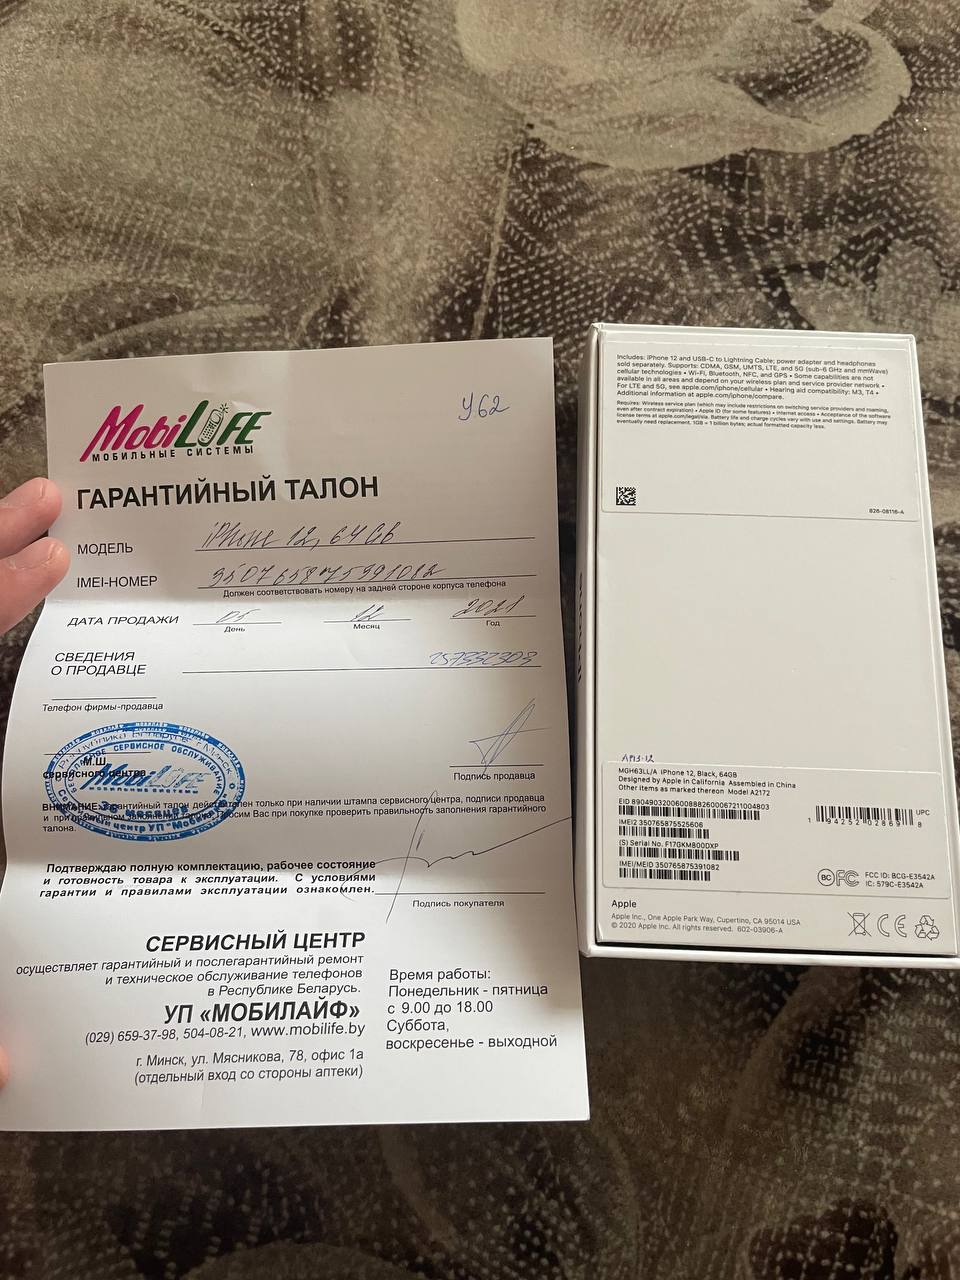 MobiLIFE
МОБИЛЬНЫЕ СИСТЕМЫ
У62
ГАРАНТИЙНЫЙ ТАЛОН
МОДЕЛЬ iPhone 12, 64Gb
IMEI-НОМЕР 350765875391082
Должен соответствовать номеру на задней стороне корпуса телефона
ДАТА ПРОДАЖИ 05 12 2021
День Месяц Год
СВЕДЕНИЯ
О ПРОДАВЦЕ 257332303
Телефон фирмы-продавца
М.Ш.
сервисного центра
Подпись продавца
ВНИМАНИЕ: Гарантийный талон действителен только при наличии штампа сервисного центра, подписи продавца
и при правильном заполнении талона. Просим Вас при покупке проверить правильность заполнения гарантийного
талона.
Подтверждаю полную комплектацию, рабочее состояние
и готовность товара к эксплуатации. С условиями
гарантии и правилами эксплуатации ознакомлен.
Подпись покупателя
СЕРВИСНЫЙ ЦЕНТР
осуществляет гарантийный и послегарантийный ремонт
и техническое обслуживание телефонов
в Республике Беларусь.
УП «МОБИЛАЙФ»
(029) 659-37-98, 504-08-21, www.mobilife.by
г. Минск, ул. Мясникова, 78, офис 1а
(отдельный вход со стороны аптеки)
Время работы:
Понедельник - пятница
с 9.00 до 18.00
Суббота,
воскресенье - выходной
Includes: iPhone 12 and USB-C to Lightning Cable; power adapter and headphones
sold separately. Supports: CDMA, GSM, UMTS, LTE, and 5G (sub-6 GHz and mmWave)
cellular technologies • Wi-Fi, Bluetooth, NFC, and GPS • Some capabilities are not
available in all areas and depend on your wireless plan and service provider network •
For LTE and 5G, see apple.com/iphone/cellular • Hearing aid compatibility: M3, T4 •
Additional information at apple.com/iphone/compare.
Requires: Wireless service plan (which may include restrictions on switching service providers and roaming,
even after contract expiration) • Apple ID (for some features) • Internet access • Acceptance of the software
license terms at apple.com/legal/sla. Battery life and charge cycles vary with use and settings. Battery may
eventually need replacement. 1GB = 1 billion bytes; actual formatted capacity less.
826-08116-A
MGH63LL/A iPhone 12, Black, 64GB
Designed by Apple in California Assembled in China
Other items as marked thereon Model A2172
EID 89049032006008882600067211004803
IMEI2 350765875525606
(S) Serial No. F17GKM800DXP
IMEI/MEID 350765875391082
UPC
1 94252 02869 8
FCC ID: BCG-E3542A
IC: 579C-E3542A
Apple
Apple Inc., One Apple Park Way, Cupertino, CA 95014 USA
© 2020 Apple Inc. All rights reserved. 602-03906-A